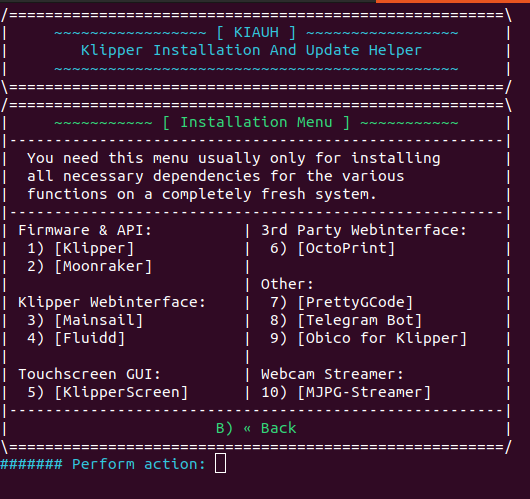 /=======================================================\
|     ~~~~~~~~~~~~~~~~~ [ KIAUH ] ~~~~~~~~~~~~~~~~~     |
|        Klipper Installation And Update Helper         |
|     ~~~~~~~~~~~~~~~~~~~~~~~~~~~~~~~~~~~~~~~~~~~~~     |
\=======================================================/
/=======================================================\
|     ~~~~~~~~~~~ [ Installation Menu ] ~~~~~~~~~~~     |
|-------------------------------------------------------|
|  You need this menu usually only for installing       |
|  all necessary dependencies for the various           |
|  functions on a completely fresh system.              |
|-------------------------------------------------------|
| Firmware & API:          | 3rd Party Webinterface:    |
|  1) [Klipper]            |  6) [OctoPrint]            |
|  2) [Moonraker]          |                            |
|                          | Other:                     |
| Klipper Webinterface:    |  7) [PrettyGCode]          |
|  3) [Mainsail]           |  8) [Telegram Bot]         |
|  4) [Fluidd]             |  9) [Obico for Klipper]    |
|                          |                            |
| Touchscreen GUI:         | Webcam Streamer:           |
|  5) [KlipperScreen]      | 10) [MJPG-Streamer]        |
|-------------------------------------------------------|
|                       B) « Back                       |
\=======================================================/
####### Perform action: